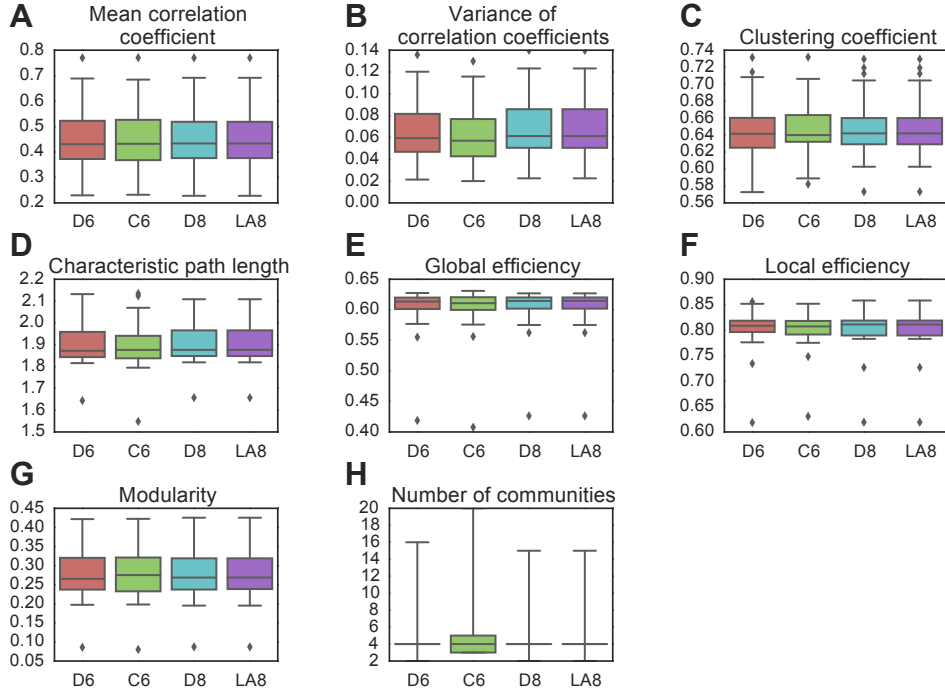 A
Mean correlation
coefficient
0.8
0.7
0.6
0.5
0.4
0.3
0.2
D6 C6 D8 LA8
B
Variance of
correlation coefficients
0.14
0.12
0.10
0.08
0.06
0.04
0.02
0.00
D6 C6 D8 LA8
C
Clustering coefficient
0.74
0.72
0.70
0.68
0.66
0.64
0.62
0.60
0.58
0.56
D6 C6 D8 LA8
D
Characteristic path length
2.2
2.1
2.0
1.9
1.8
1.7
1.6
1.5
D6 C6 D8 LA8
E
Global efficiency
0.65
0.60
0.55
0.50
0.45
0.40
D6 C6 D8 LA8
F
Local efficiency
0.90
0.85
0.80
0.75
0.70
0.65
0.60
D6 C6 D8 LA8
G
Modularity
0.45
0.40
0.35
0.30
0.25
0.20
0.15
0.10
0.05
D6 C6 D8 LA8
H
Number of communities
20
18
16
14
12
10
8
6
4
2
D6 C6 D8 LA8